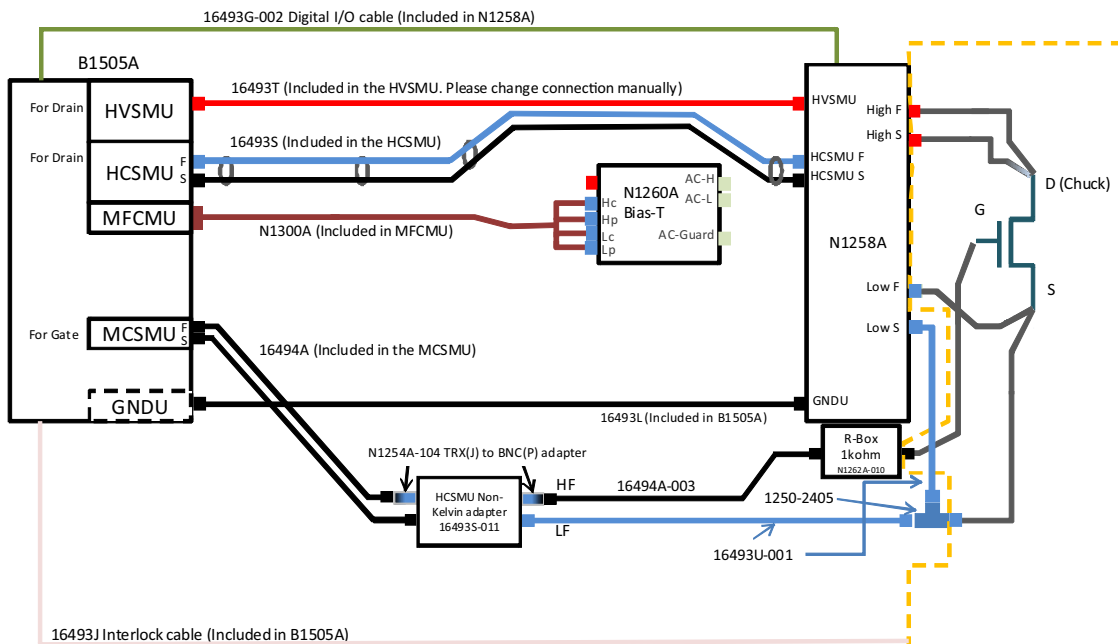 16493G-002 Digital I/O cable (Included in N1258A)
B1505A
16493T (Included in the HVSMU. Please change connection manually)
For Drain
HVSMU
HVSMU
High F
16493S (Included in the HCSMU)
High S
For Drain
HCSMU
F
S
HCSMU F
HCSMU S
N1260A
Bias-T
AC-H
AC-L
AC-Guard
Hc
Hp
Lc
Lp
D (Chuck)
G
MFCMU
N1300A (Included in MFCMU)
N1258A
Low F
S
Low S
For Gate
MCSMU
F
S
16494A (Included in the MCSMU)
GNDU
GNDU
16493L(Included in B1505A)
R-Box
1kohm
N1262A-010
N1254A-104 TRX(J) to BNC(P) adapter
HF
16494A-003
1250-2405
HCSMU Non-
Kelvin adapter
16493S-011
LF
16493U-001
16493J Interlock cable (Included in B1505A)